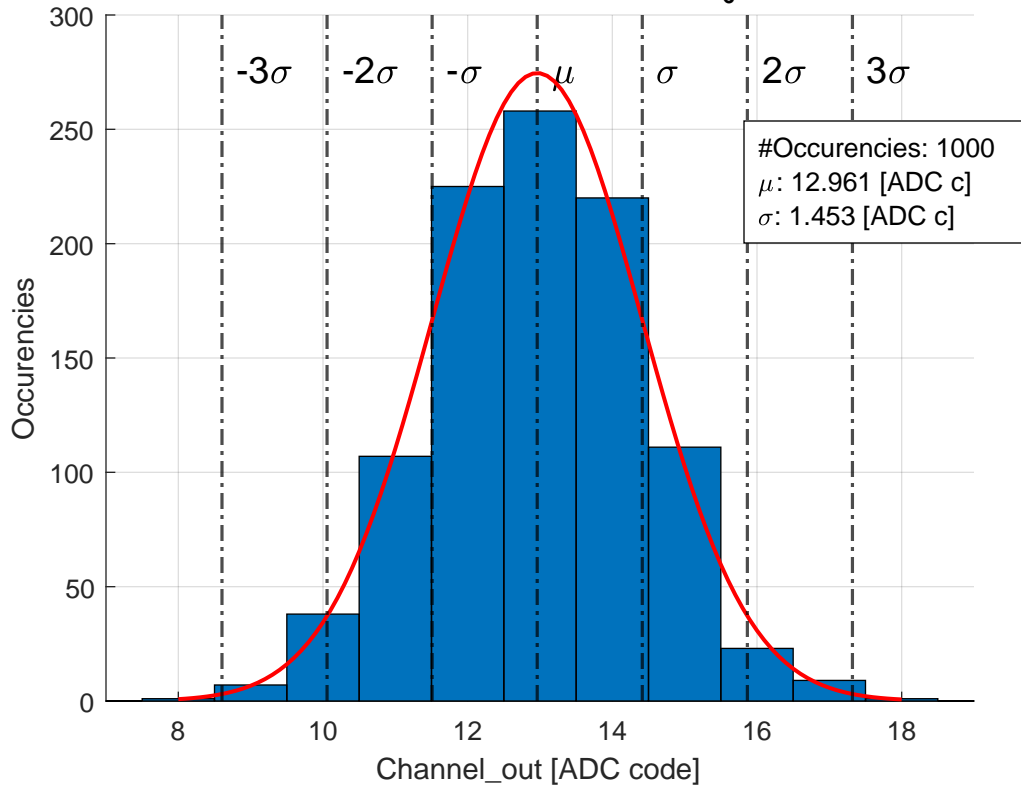 300
-3σ -2σ -σ μ σ 2σ 3σ
250
#Occurencies: 1000
μ: 12.961 [ADC c]
σ: 1.453 [ADC c]
200
150
100
50
0
Occurencies
8 10 12 14 16 18
Channel_out [ADC code]